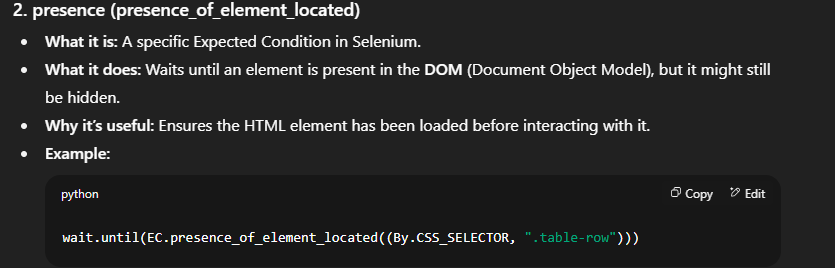 2. presence (presence_of_element_located)
• What it is: A specific Expected Condition in Selenium.
• What it does: Waits until an element is present in the DOM (Document Object Model), but it might still
be hidden.
• Why it's useful: Ensures the HTML element has been loaded before interacting with it.
• Example:
python Copy Edit
wait.until(EC.presence_of_element_located((By.CSS_SELECTOR, ".table-row")))